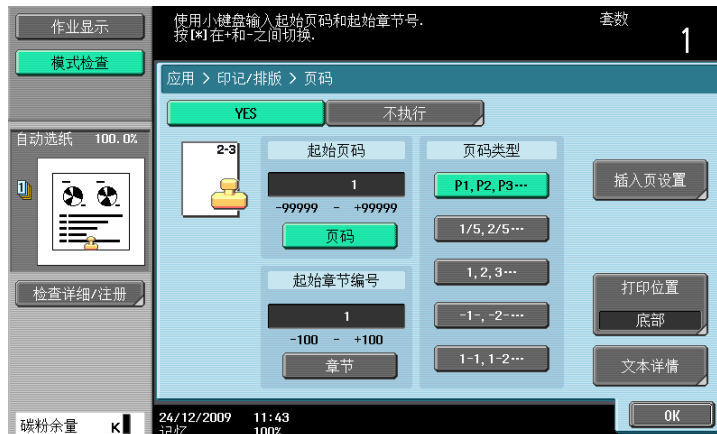 作业显示
模式检查
使用小键盘输入起始页码和起始章节号.
按[*]在+和-之间切换.
套数
1
应用 > 印记/排版 > 页码
YES
不执行
自动选纸 100.0%
2-3
起始页码
1
-99999 - +99999
页码
起始章节编号
1
-100 - +100
章节
页码类型
P1,P2,P3…
1/5,2/5…
1,2,3…
-1-,-2-…
1-1,1-2…
插入页设置
打印位置
底部
文本详情
检查详细/注册
碳粉余量 K
24/12/2009 11:43
记忆 100%
OK